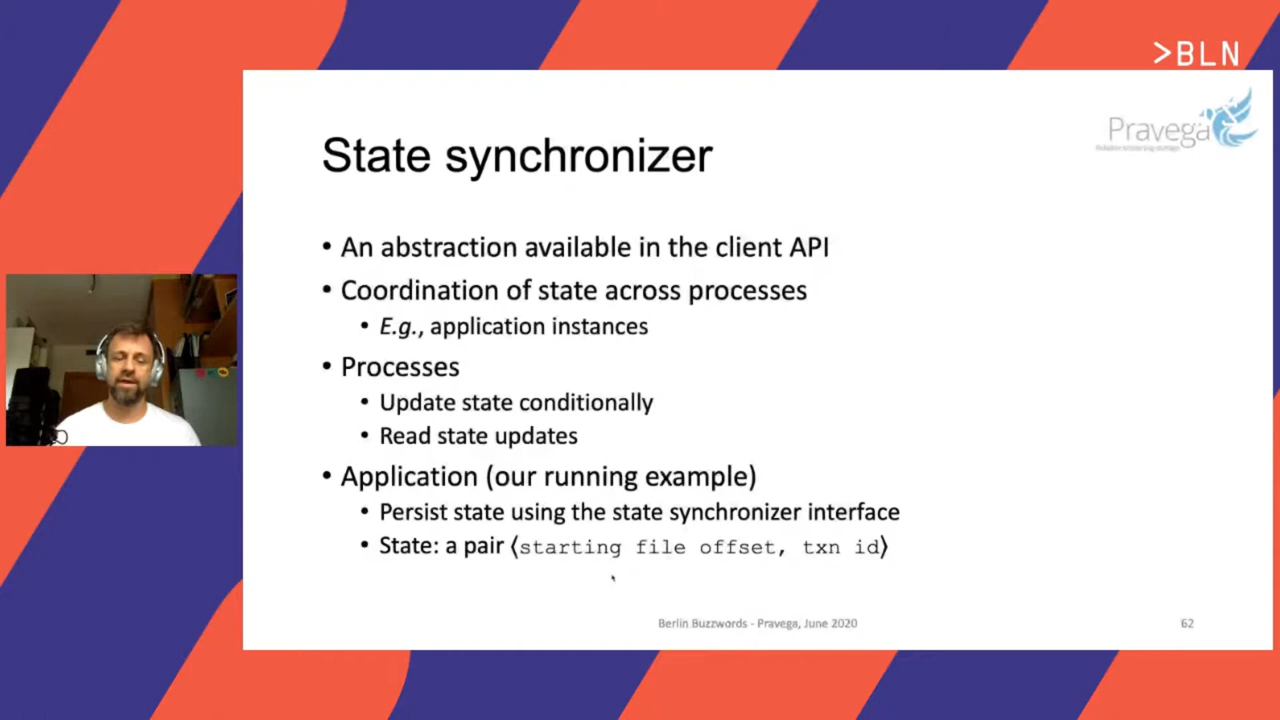 >BLN
Pravega
State synchronizer
• An abstraction available in the client API
• Coordination of state across processes
• E.g., application instances
• Processes
• Update state conditionally
• Read state updates
• Application (our running example)
• Persist state using the state synchronizer interface
• State: a pair ⟨starting file offset, txn id⟩
Berlin Buzzwords - Pravega, June 2020
62